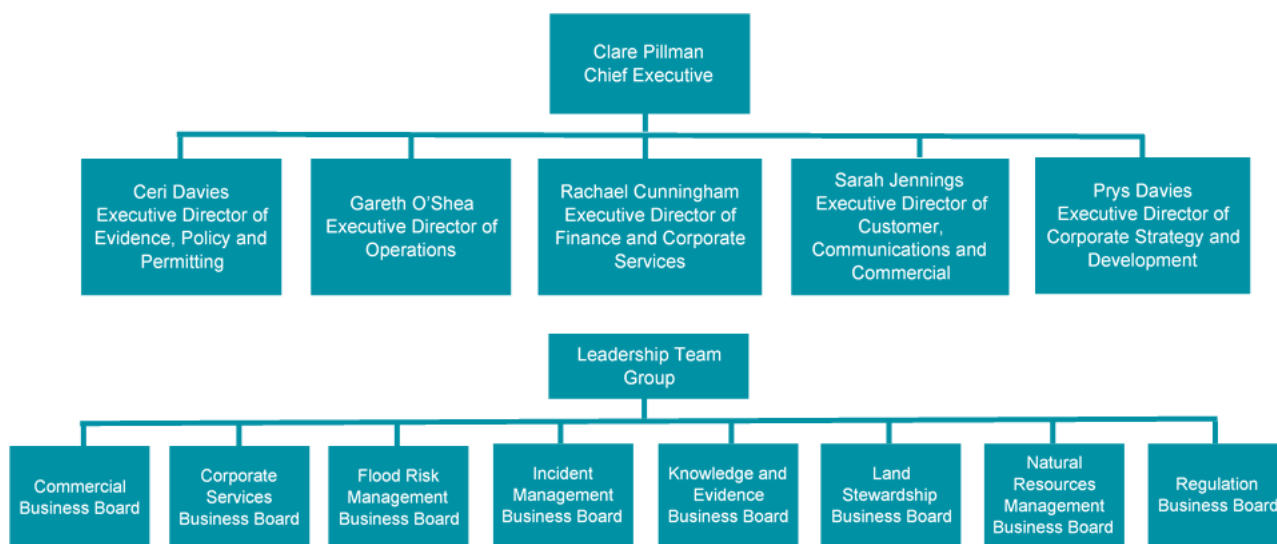 Clare Pillman
Chief Executive
Ceri Davies
Executive Director of
Evidence, Policy and
Permitting
Gareth O’Shea
Executive Director of
Operations
Rachael Cunningham
Executive Director of
Finance and Corporate
Services
Sarah Jennings
Executive Director of
Customer,
Communications and
Commercial
Prys Davies
Executive Director of
Corporate Strategy and
Development
Leadership Team
Group
Commercial
Business Board
Corporate
Services
Business Board
Flood Risk
Management
Business Board
Incident
Management
Business Board
Knowledge and
Evidence
Business Board
Land
Stewardship
Business Board
Natural
Resources
Management
Business Board
Regulation
Business Board